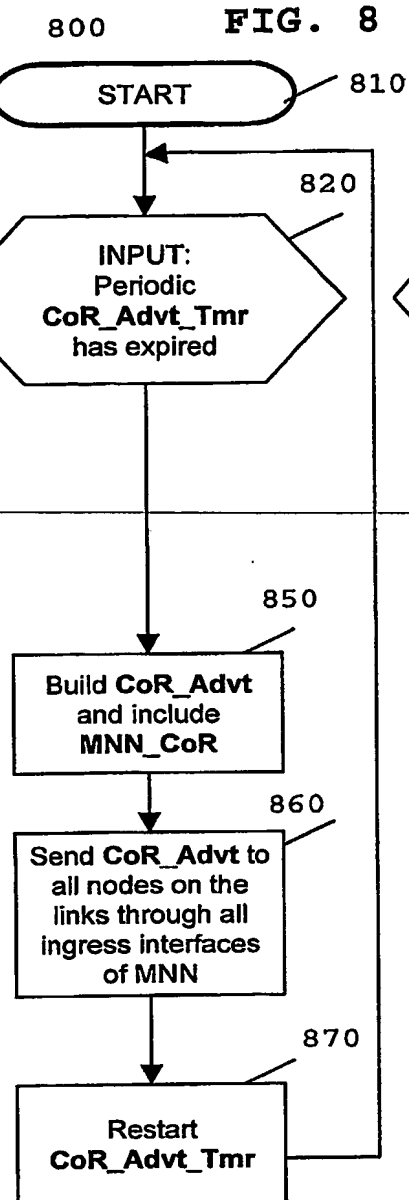 800
FIG. 8
START
810
820
INPUT:
Periodic
CoR_Advt_Tmr
has expired
850
Build CoR_Advt
and include
MNN_CoR
860
Send CoR_Advt to
all nodes on the
links through all
ingress interfaces
of MNN
870
Restart
CoR_Advt_Tmr